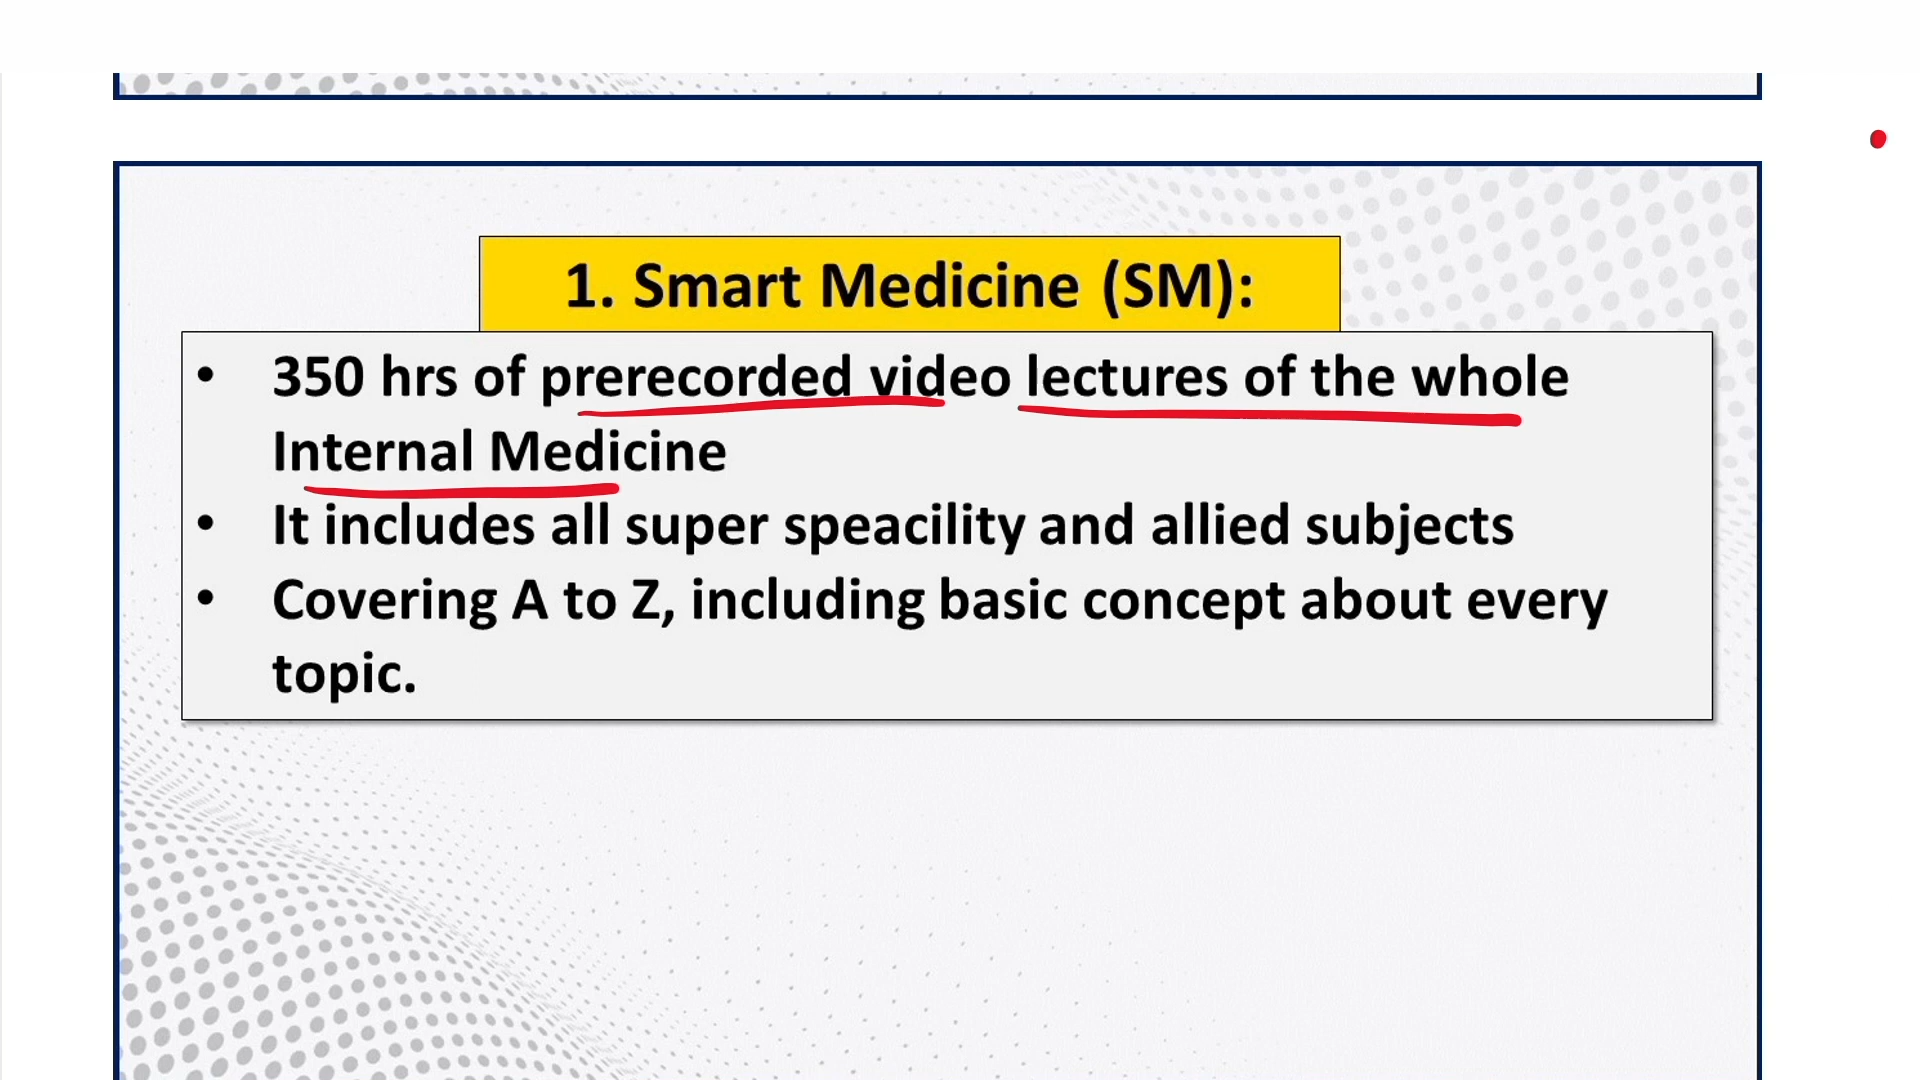 1. Smart Medicine (SM):
• 350 hrs of prerecorded video lectures of the whole
Internal Medicine
• It includes all super speacility and allied subjects
• Covering A to Z, including basic concept about every
topic.